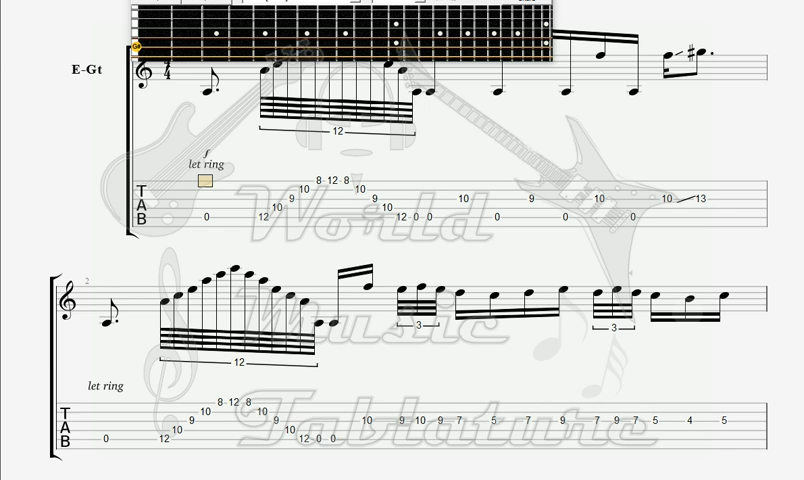 E-Gt
4
4
12
f
let ring
8 12 8
10 10
9 10 9 10 10 13
10 10
0 12 12 0 0 0 0 0
T
A
B
World
2
Music
12 3 3
let ring
8 12 8
10 10
9 9 10 9 10 9 7 5 7 9 7 9 7 5 4 5
10 10
0 12 12 0 0
T
A
B
Tablature